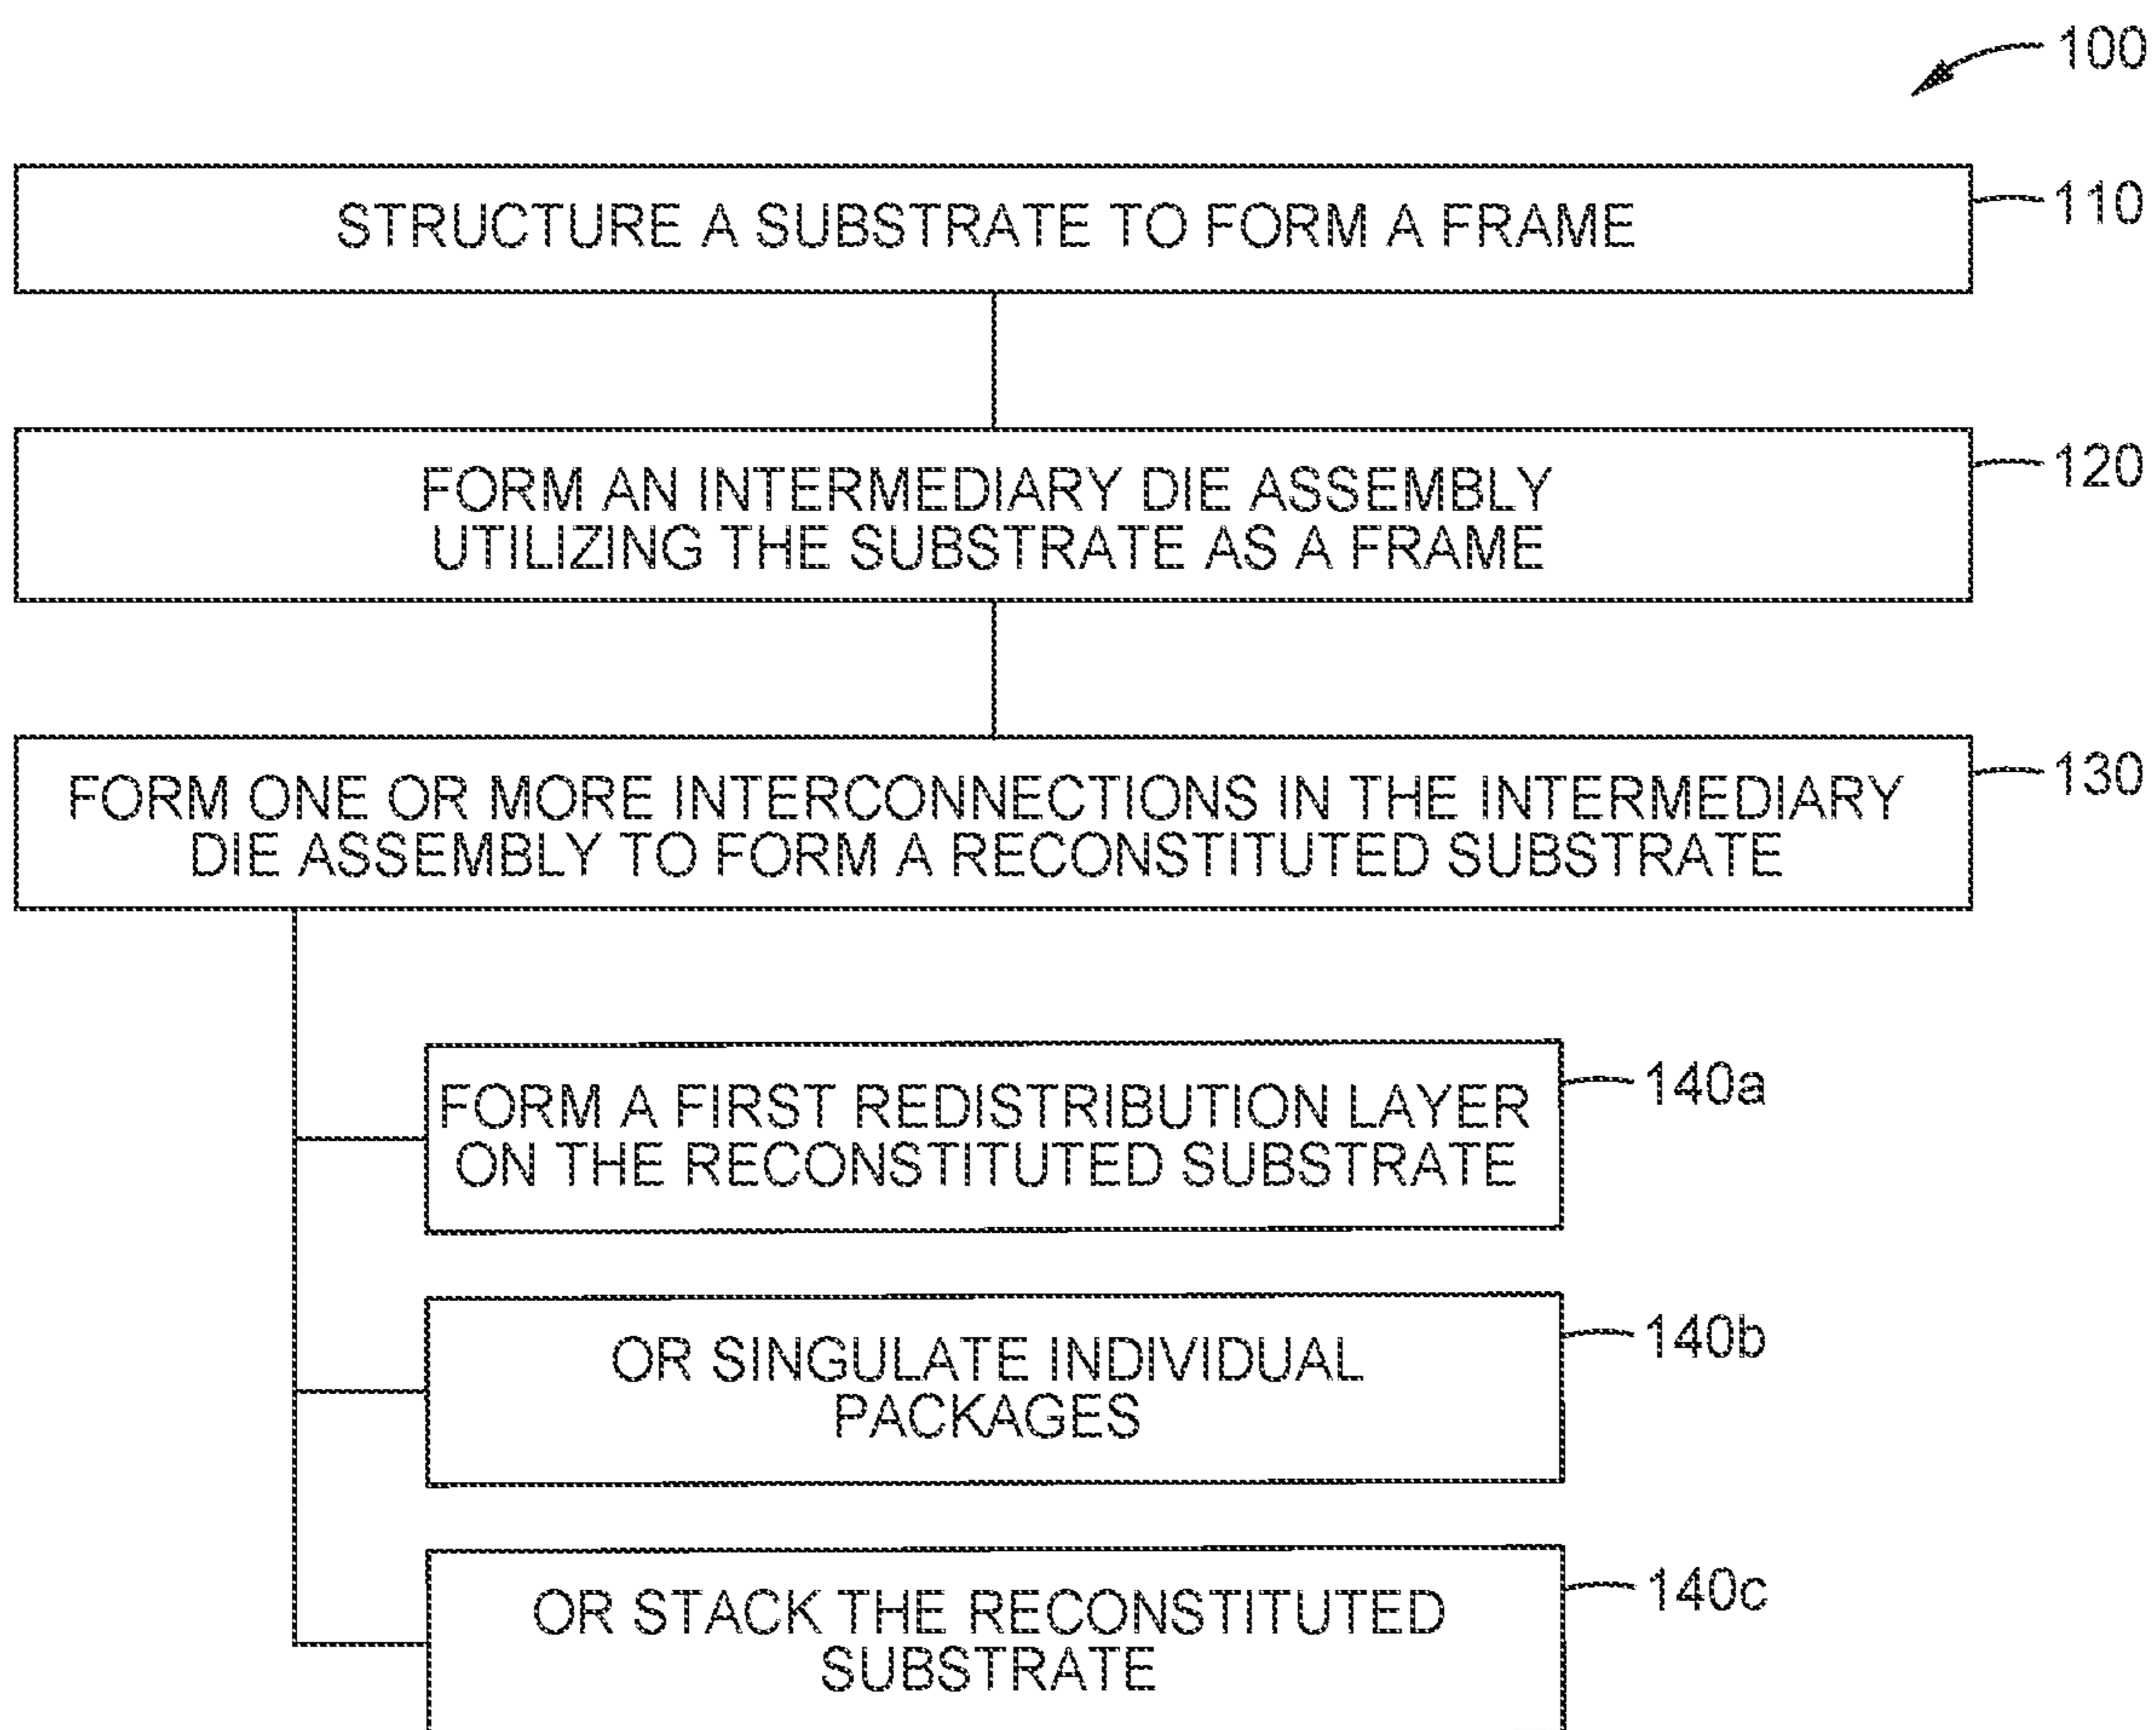 100
STRUCTURE A SUBSTRATE TO FORM A FRAME
110
FORM AN INTERMEDIARY DIE ASSEMBLY
UTILIZING THE SUBSTRATE AS A FRAME
120
FORM ONE OR MORE INTERCONNECTIONS IN THE INTERMEDIARY
DIE ASSEMBLY TO FORM A RECONSTITUTED SUBSTRATE
130
FORM A FIRST REDISTRIBUTION LAYER
ON THE RECONSTITUTED SUBSTRATE
140a
OR SINGULATE INDIVIDUAL
PACKAGES
140b
OR STACK THE RECONSTITUTED
SUBSTRATE
140c